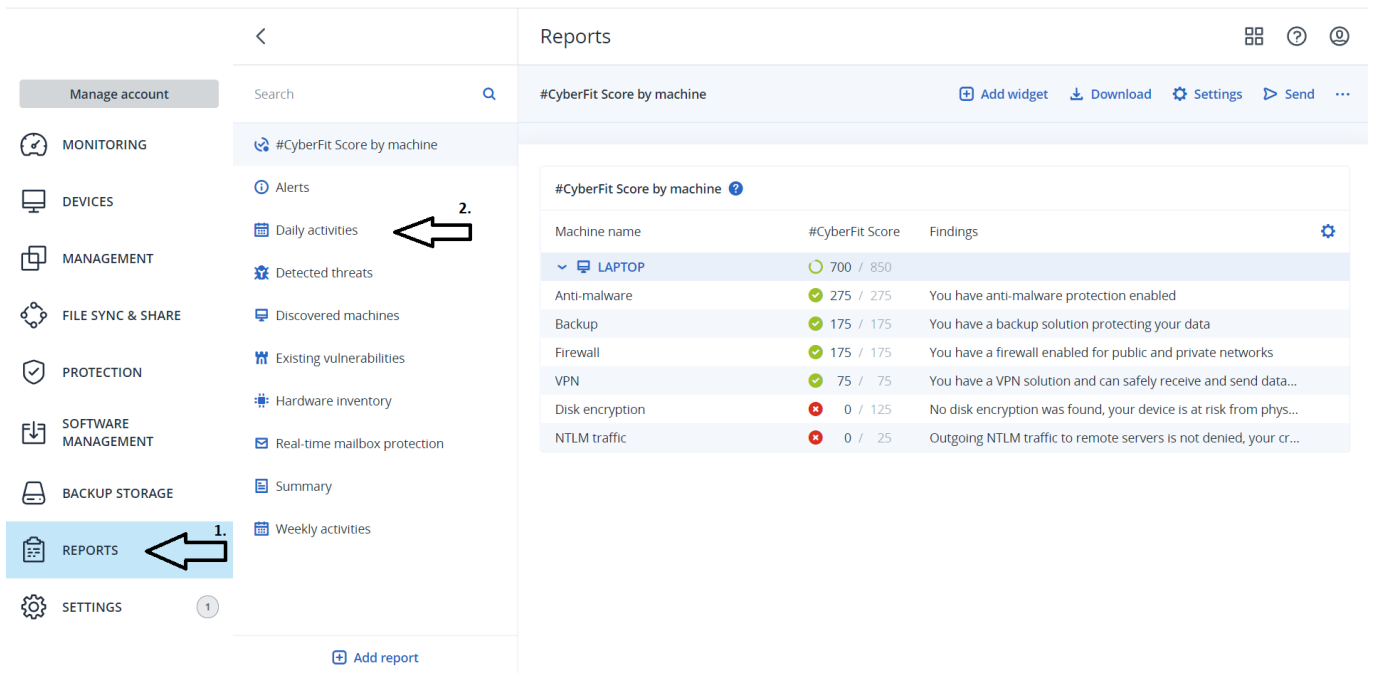 Manage account
MONITORING
DEVICES
MANAGEMENT
FILE SYNC & SHARE
PROTECTION
SOFTWARE
MANAGEMENT
BACKUP STORAGE
REPORTS
1.
SETTINGS
1
Search
#CyberFit Score by machine
Alerts
Daily activities
2.
Detected threats
Discovered machines
Existing vulnerabilities
Hardware inventory
Real-time mailbox protection
Summary
Weekly activities
Add report
Reports
#CyberFit Score by machine
Add widget Download Settings Send ...
#CyberFit Score by machine ?
Machine name #CyberFit Score Findings
LAPTOP 700 / 850
Anti-malware 275 / 275 You have anti-malware protection enabled
Backup 175 / 175 You have a backup solution protecting your data
Firewall 175 / 175 You have a firewall enabled for public and private networks
VPN 75 / 75 You have a VPN solution and can safely receive and send data...
Disk encryption 0 / 125 No disk encryption was found, your device is at risk from phys...
NTLM traffic 0 / 25 Outgoing NTLM traffic to remote servers is not denied, your cr...